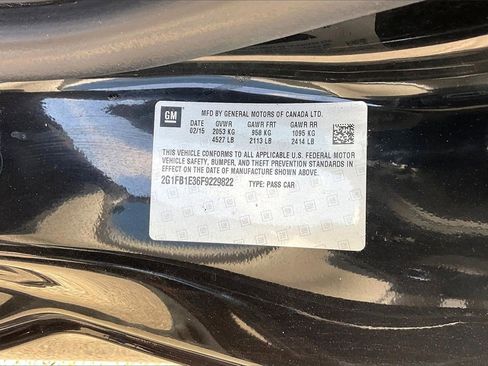 GM
MFD BY GENERAL MOTORS OF CANADA LTD.
DATE GVWR GAWR FRT GAWR RR
02/15 2053 KG 958 KG 1095 KG
4527 LB 2113 LB 2414 LB
THIS VEHICLE CONFORMS TO ALL APPLICABLE U.S. FEDERAL MOTOR
VEHICLE SAFETY, BUMPER, AND THEFT PREVENTION STANDARDS IN
EFFECT ON THE DATE OF MANUFACTURE SHOWN ABOVE.
2G1FB1E36F9229822 TYPE: PASS CAR